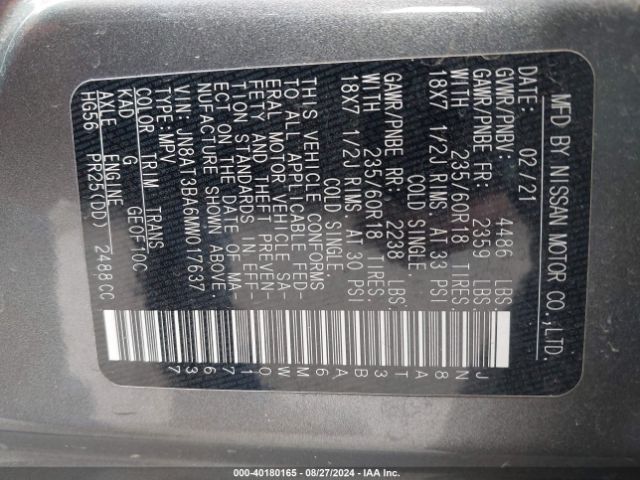 MFD BY NISSAN MOTOR CO.,LTD.
DATE: 02/21
GVWR/PNBV: 4486 LBS.
GAWR/PNBE FR: 2359 LBS.
WITH 235/60R18 TIRES.
18X7 1/2J RIMS AT 33 PSI
COLD SINGLE.
GAWR/PNBE RR: 2238 LBS.
WITH 235/60R18 TIRES.
18X7 1/2J RIMS AT 30 PSI
COLD SINGLE.
THIS VEHICLE CONFORMS
TO ALL APPLICABLE FED-
ERAL MOTOR VEHICLE SA-
FETY AND THEFT PREVEN-
TION STANDARDS IN EFF-
ECT ON THE DATE OF MA-
NUFACTURE SHOWN ABOVE.
VIN:JN8AT3BA6MW017637
TYPE:MPV
COLOR TRIM TRANS
KAD G GE0F10C
AXLE ENGINE
HG56 PR25(DD) 2488CC
JN8AT3BA6MW017637
000-40180165 - 08/27/2024 - IAA Inc.